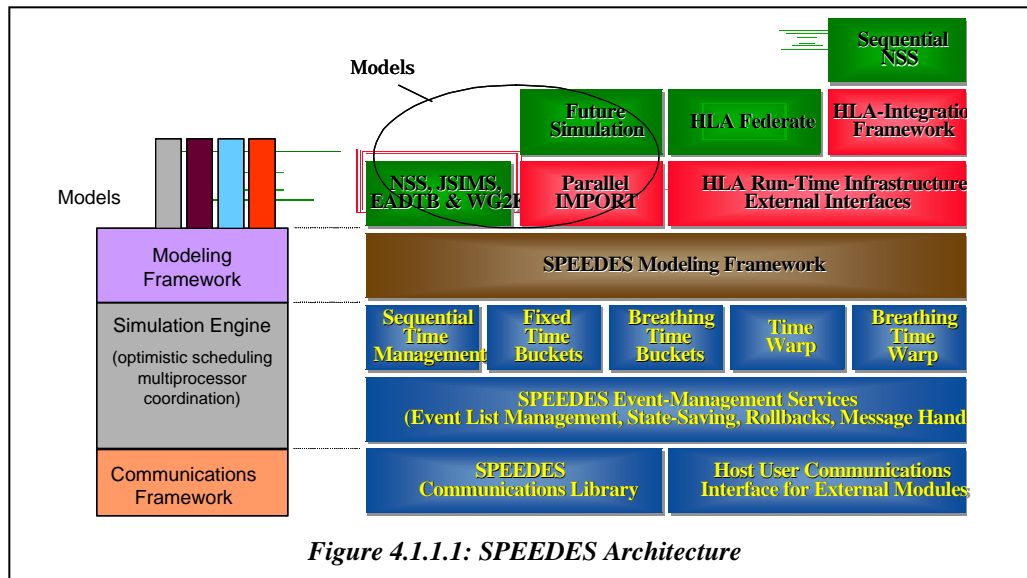 Sequential
NSS
Models
Future
Simulation
HLA Federate
HLA-Integratio
Framework
Models
NSS, JSIMS,
EADTB & WG2
Parallel
IMPORT
HLA Run-Time Infrastructure
External Interfaces
Modeling
Framework
SPEEDES Modeling Framework
Simulation Engine
(optimistic scheduling
multiprocessor
coordination)
Sequential
Time
Management
Fixed
Time
Buckets
Breathing
Time
Buckets
Time
Warp
Breathing
Time
Warp
SPEEDES Event-Management Services
(Event List Management, State-Saving, Rollbacks, Message Hand
Communications
Framework
SPEEDES
Communications Library
Host User Communications
Interface for External Modules
Figure 4.1.1.1: SPEEDES Architecture